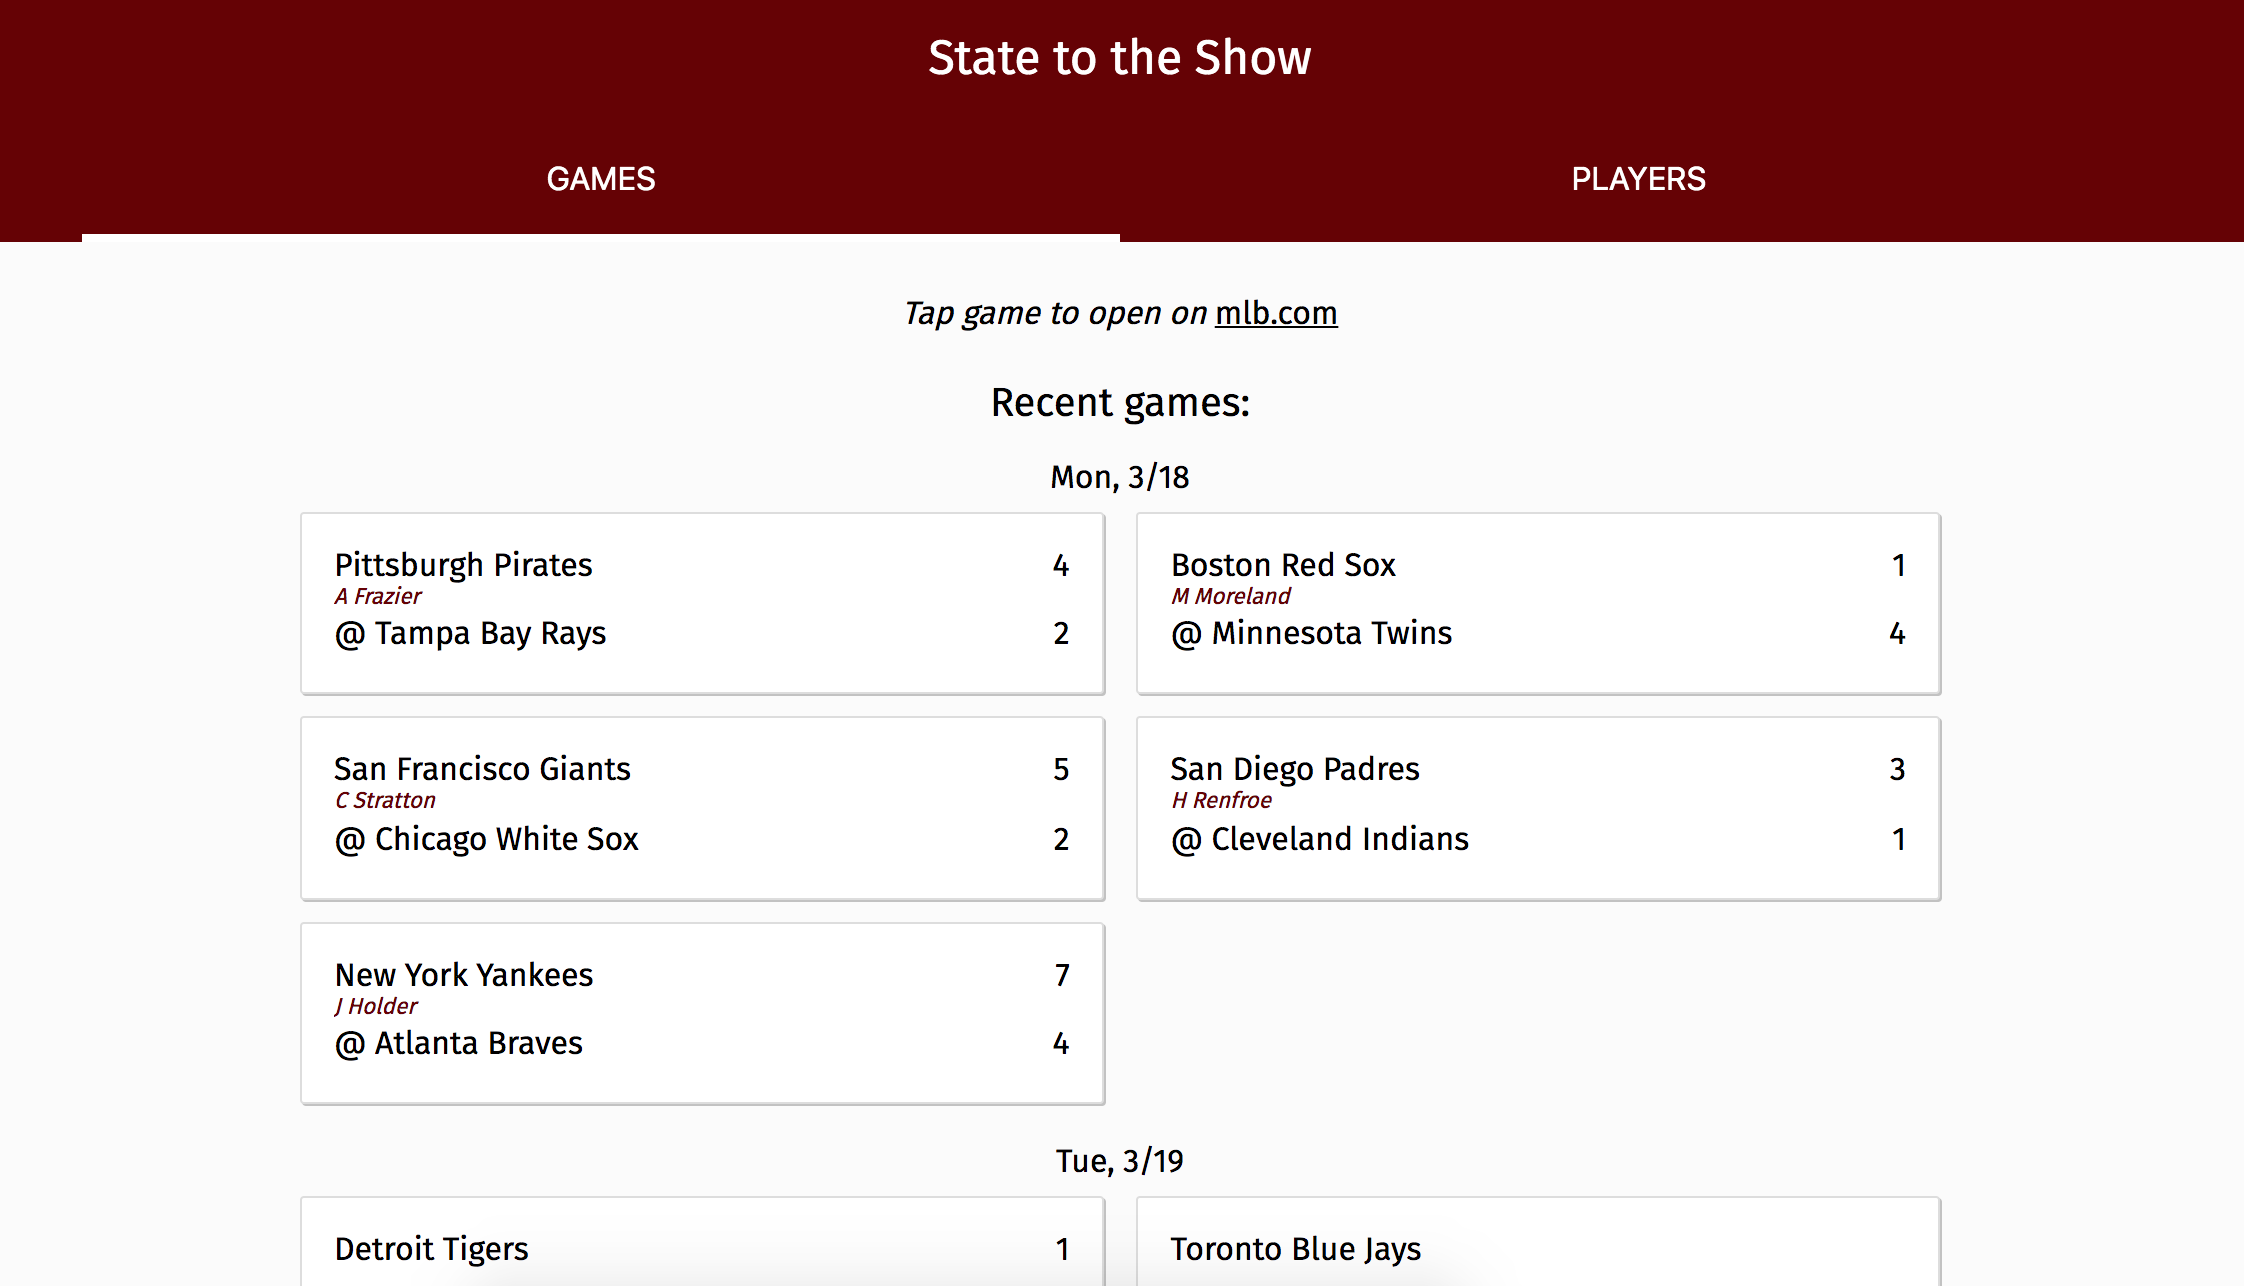 State to the Show
GAMES
PLAYERS
Tap game to open on mlb.com
Recent games:
Mon, 3/18
Pittsburgh Pirates 4
A Frazier
@ Tampa Bay Rays 2
Boston Red Sox 1
M Moreland
@ Minnesota Twins 4
San Francisco Giants 5
C Stratton
@ Chicago White Sox 2
San Diego Padres 3
H Renfroe
@ Cleveland Indians 1
New York Yankees 7
J Holder
@ Atlanta Braves 4
Tue, 3/19
Detroit Tigers 1
Toronto Blue Jays